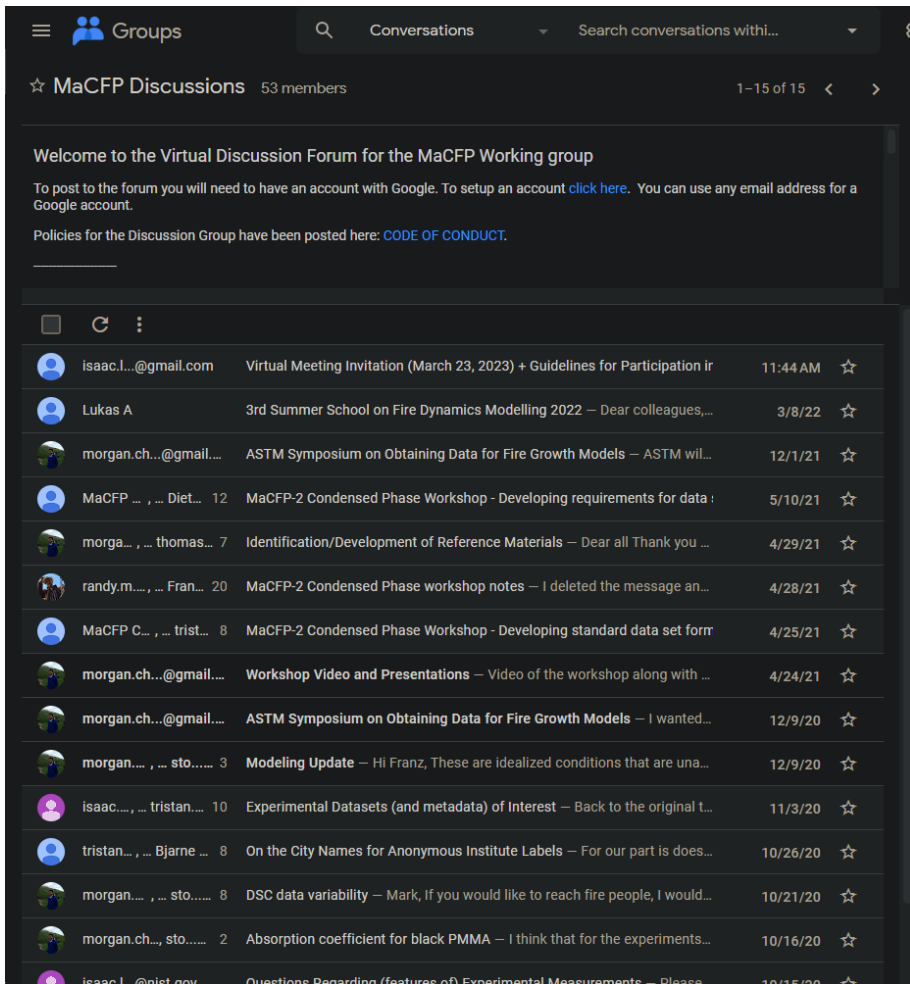 Groups
Conversations
Search conversations withi...
MaCFP Discussions 53 members
1–15 of 15
Welcome to the Virtual Discussion Forum for the MaCFP Working group
To post to the forum you will need to have an account with Google. To setup an account click here. You can use any email address for a
Google account.
Policies for the Discussion Group have been posted here: CODE OF CONDUCT.
isaac.l...@gmail.com Virtual Meeting Invitation (March 23, 2023) + Guidelines for Participation ir 11:44 AM
Lukas A 3rd Summer School on Fire Dynamics Modelling 2022 – Dear colleagues,... 3/8/22
morgan.ch...@gmail.... ASTM Symposium on Obtaining Data for Fire Growth Models – ASTM wil... 12/1/21
MaCFP ... , ... Diet... 12 MaCFP-2 Condensed Phase Workshop - Developing requirements for data 5/10/21
morga... , ... thomas... 7 Identification/Development of Reference Materials – Dear all Thank you ... 4/29/21
randy.m...., ... Fran... 20 MaCFP-2 Condensed Phase workshop notes – I deleted the message an... 4/28/21
MaCFP C... , ... trist... 8 MaCFP-2 Condensed Phase Workshop - Developing standard data set form 4/25/21
morgan.ch...@gmail.... Workshop Video and Presentations – Video of the workshop along with ... 4/24/21
morgan.ch...@gmail.... ASTM Symposium on Obtaining Data for Fire Growth Models – I wanted... 12/9/20
morgan.... , ... sto...... 3 Modeling Update – Hi Franz, These are idealized conditions that are una... 12/9/20
isaac...., ... tristan.... 10 Experimental Datasets (and metadata) of Interest – Back to the original t... 11/3/20
tristan... , ... Bjarne ... 8 On the City Names for Anonymous Institute Labels – For our part is does... 10/26/20
morgan.... , ... sto...... 8 DSC data variability – Mark, If you would like to reach fire people, I would... 10/21/20
morgan.ch..., sto...... 2 Absorption coefficient for black PMMA – I think that for the experiments... 10/16/20
isaac.l...@nist.gov Questions Regarding (features of) Experimental Measurements – Please 10/15/20